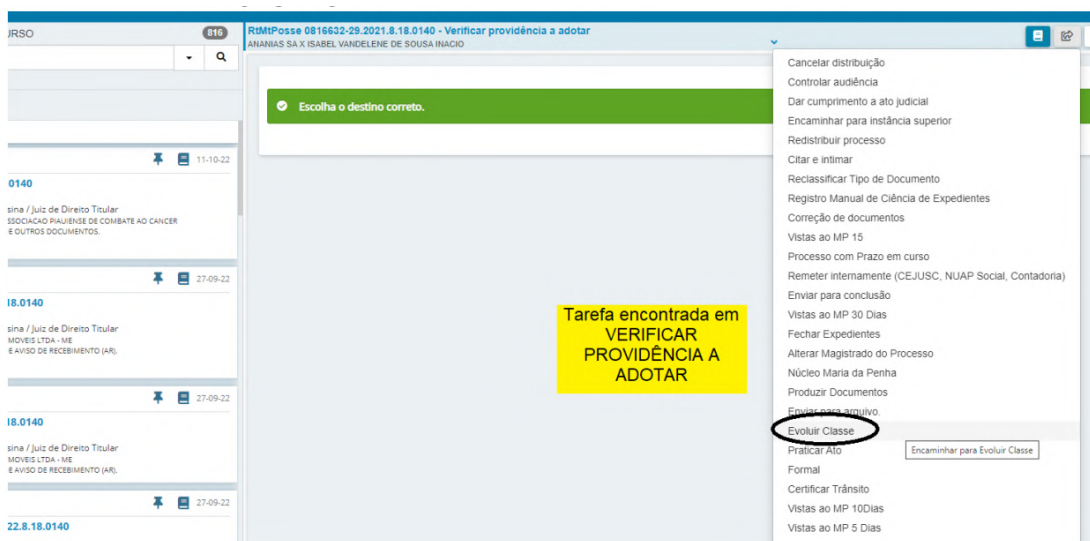 JRSO 816
RtMtPosse 0816632-29.2021.8.18.0140 - Verificar providência a adotar
ANANIAS SA X ISABEL VANDELENE DE SOUSA INACIO
Escolha o destino correto.
11-10-22
0140
sina / Juiz de Direito Titular
SSOCIACAO PIAUIENSE DE COMBATE AO CANCER
E OUTROS DOCUMENTOS.
27-09-22
18.0140
sina / Juiz de Direito Titular
MOVEIS LTDA - ME
E AVISO DE RECEBIMENTO (AR).
27-09-22
18.0140
sina / Juiz de Direito Titular
MOVEIS LTDA - ME
E AVISO DE RECEBIMENTO (AR).
27-09-22
22.8.18.0140
Tarefa encontrada em
VERIFICAR
PROVIDÊNCIA A
ADOTAR
Cancelar distribuição
Controlar audiência
Dar cumprimento a ato judicial
Encaminhar para instância superior
Redistribuir processo
Citar e intimar
Reclassificar Tipo de Documento
Registro Manual de Ciência de Expedientes
Correção de documentos
Vistas ao MP 15
Processo com Prazo em curso
Remeter internamente (CEJUSC, NUAP Social, Contadoria)
Enviar para conclusão
Vistas ao MP 30 Dias
Fechar Expedientes
Alterar Magistrado do Processo
Núcleo Maria da Penha
Produzir Documentos
Enviar para arquivo.
Evoluir Classe
Praticar Ato
Encaminhar para Evoluir Classe
Formal
Certificar Trânsito
Vistas ao MP 10Dias
Vistas ao MP 5 Dias